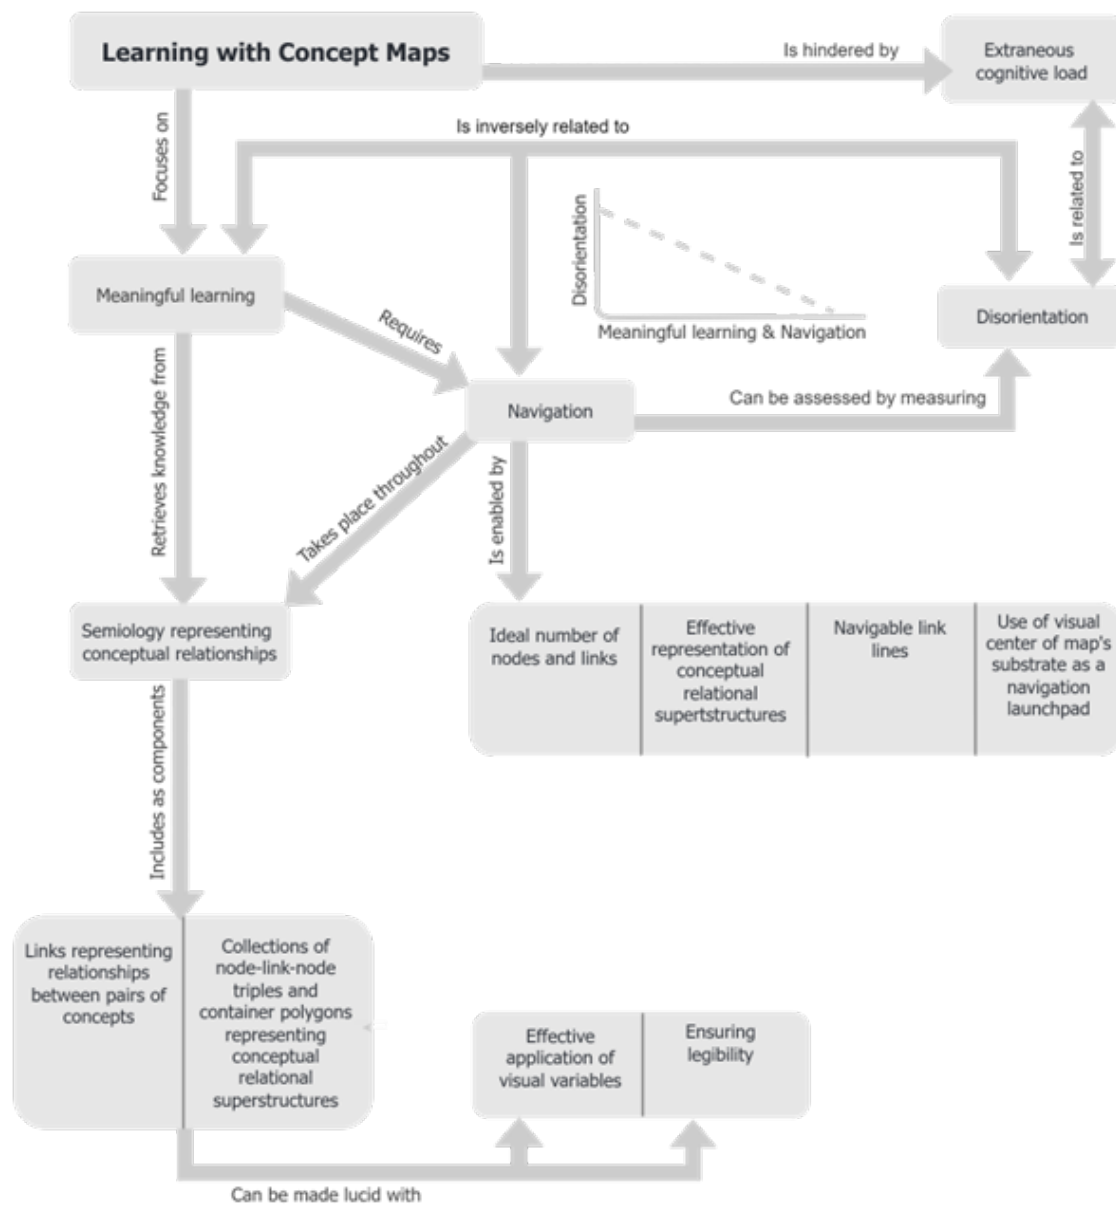 Learning with Concept Maps
Is hindered by
Extraneous
cognitive load
Focuses on
Is inversely related to
Is related to
Disorientation
Meaningful learning & Navigation
Meaningful learning
Requires
Disorientation
Navigation
Can be assessed by measuring
Retrieves knowledge from
Takes place throughout
Is enabled by
Semiology representing
conceptual relationships
Ideal number of
nodes and links
Effective
representation of
conceptual
relational
supertstructures
Navigable link
lines
Use of visual
center of map's
substrate as a
navigation
launchpad
Includes as components
Links representing
relationships
between pairs of
concepts
Collections of
node-link-node
triples and
container polygons
representing
conceptual
relational
superstructures
Effective
application of
visual variables
Ensuring
legibility
Can be made lucid with